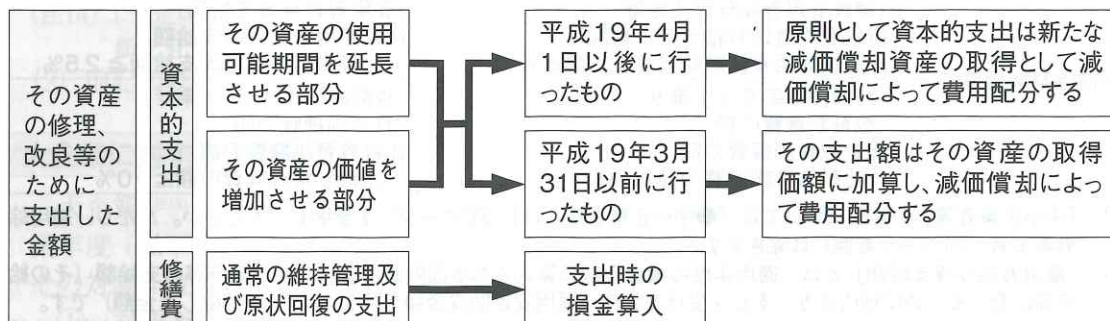 その資産
の修理、
改良等の
ために
支出した
金額
資本的支出
その資産の使用
可能期間を延長
させる部分
その資産の価値を
増加させる部分
平成19年4月
1日以後に行
ったもの
原則として資本的支出は新たな
減価償却資産の取得として減
価償却によって費用配分する
平成19年3月
31日以前に行
ったもの
その支出額はその資産の取得
価額に加算し、減価償却によっ
て費用配分する
修繕費
通常の維持管理及
び原状回復の支出
支出時の
損金算入